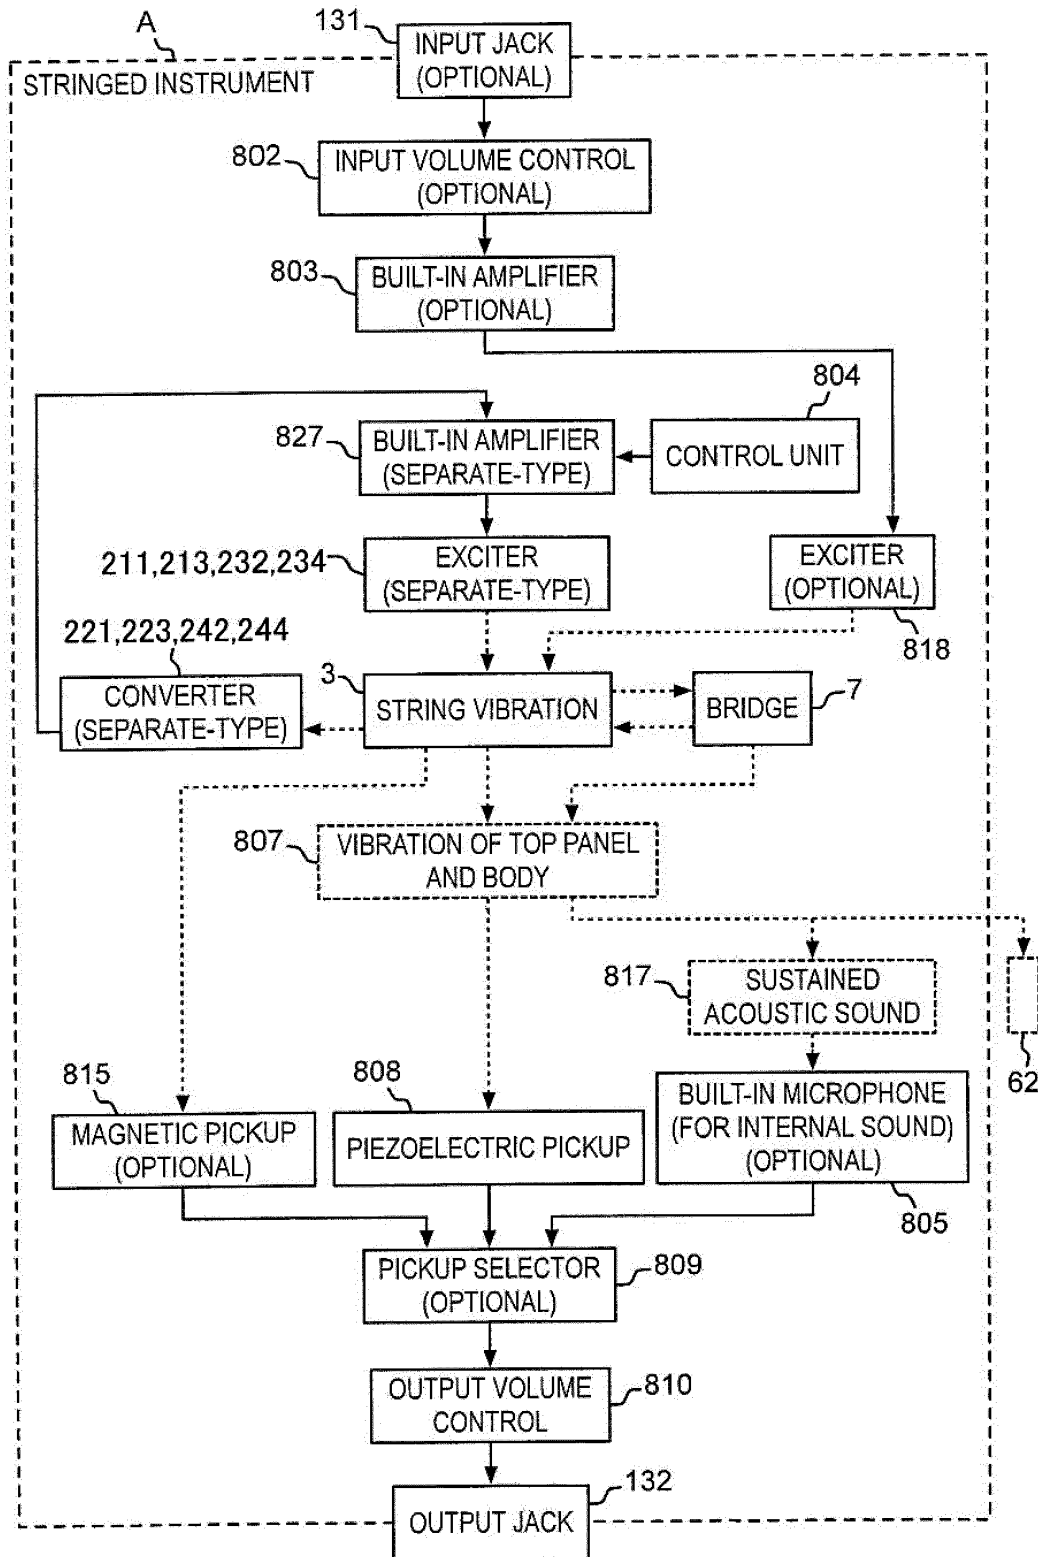 131
A
INPUT JACK
(OPTIONAL)
STRINGED INSTRUMENT
802
INPUT VOLUME CONTROL
(OPTIONAL)
803
BUILT-IN AMPLIFIER
(OPTIONAL)
804
827
BUILT-IN AMPLIFIER
(SEPARATE-TYPE)
CONTROL UNIT
211,213,232,234
EXCITER
(SEPARATE-TYPE)
EXCITER
(OPTIONAL)
818
221,223,242,244
3
7
CONVERTER
(SEPARATE-TYPE)
STRING VIBRATION
BRIDGE
807
VIBRATION OF TOP PANEL
AND BODY
817
SUSTAINED
ACOUSTIC SOUND
62
815
808
MAGNETIC PICKUP
(OPTIONAL)
PIEZOELECTRIC PICKUP
BUILT-IN MICROPHONE
(FOR INTERNAL SOUND)
(OPTIONAL)
805
PICKUP SELECTOR
(OPTIONAL)
809
OUTPUT VOLUME
CONTROL
810
132
OUTPUT JACK